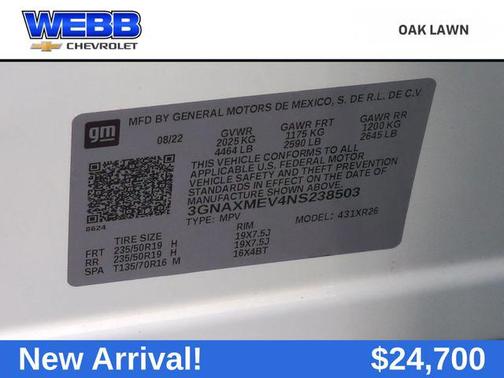 WEBB
CHEVROLET
OAK LAWN
MFD BY GENERAL MOTORS DE MEXICO, S. DE R.L. DE C.V.
gm
08/22 GVWR GAWR FRT GAWR RR
2025 KG 1175 KG 1200 KG
4464 LB 2590 LB 2645 LB
THIS VEHICLE CONFORMS TO ALL
APPLICABLE U.S. FEDERAL MOTOR
VEHICLE SAFETY AND THEFT PREVENTION
STANDARDS IN EFFECT ON THE DATE OF
MANUFACTURE SHOWN ABOVE.
3GNAXMEV4NS238503
8624
TYPE: MPV MODEL: 431XR26
TIRE SIZE RIM
FRT 235/50R19 H 19X7.5J
RR 235/50R19 H 19X7.5J
SPA T135/70R16 M 16X4BT
New Arrival! $24,700